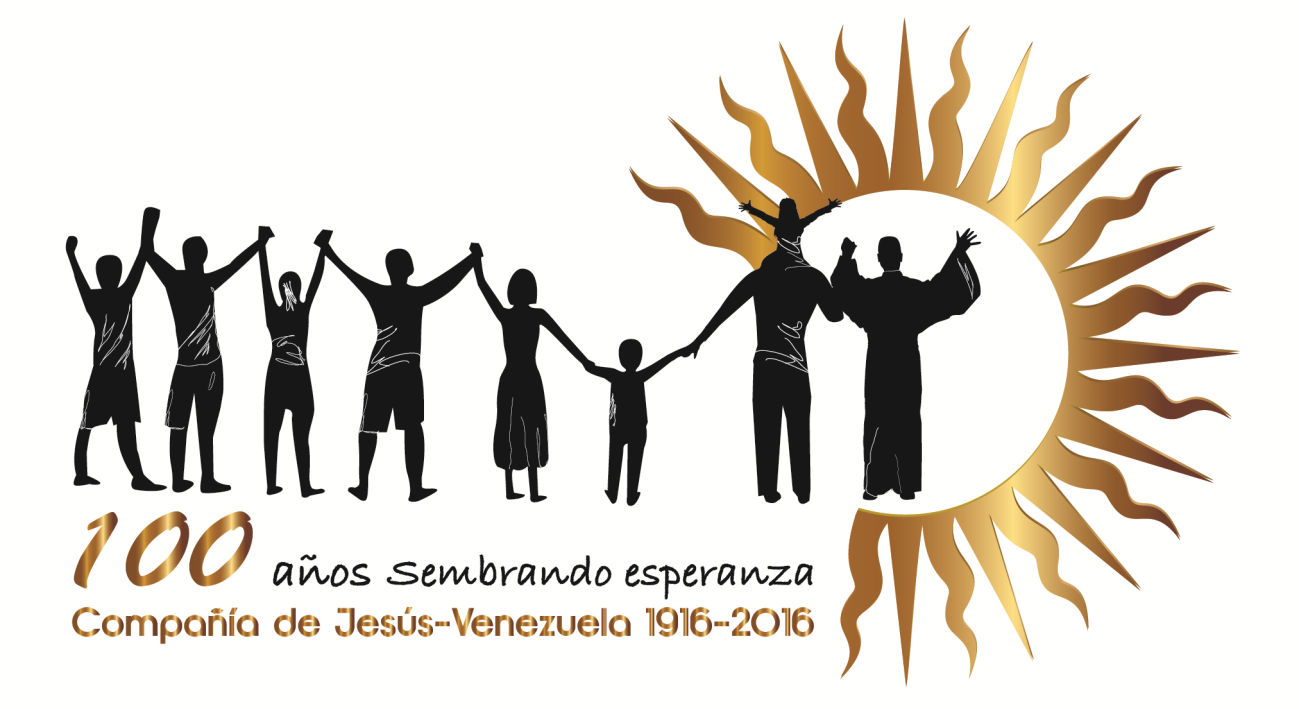 100 años Sembrando esperanza
Compañía de Jesús-Venezuela 1916-2016